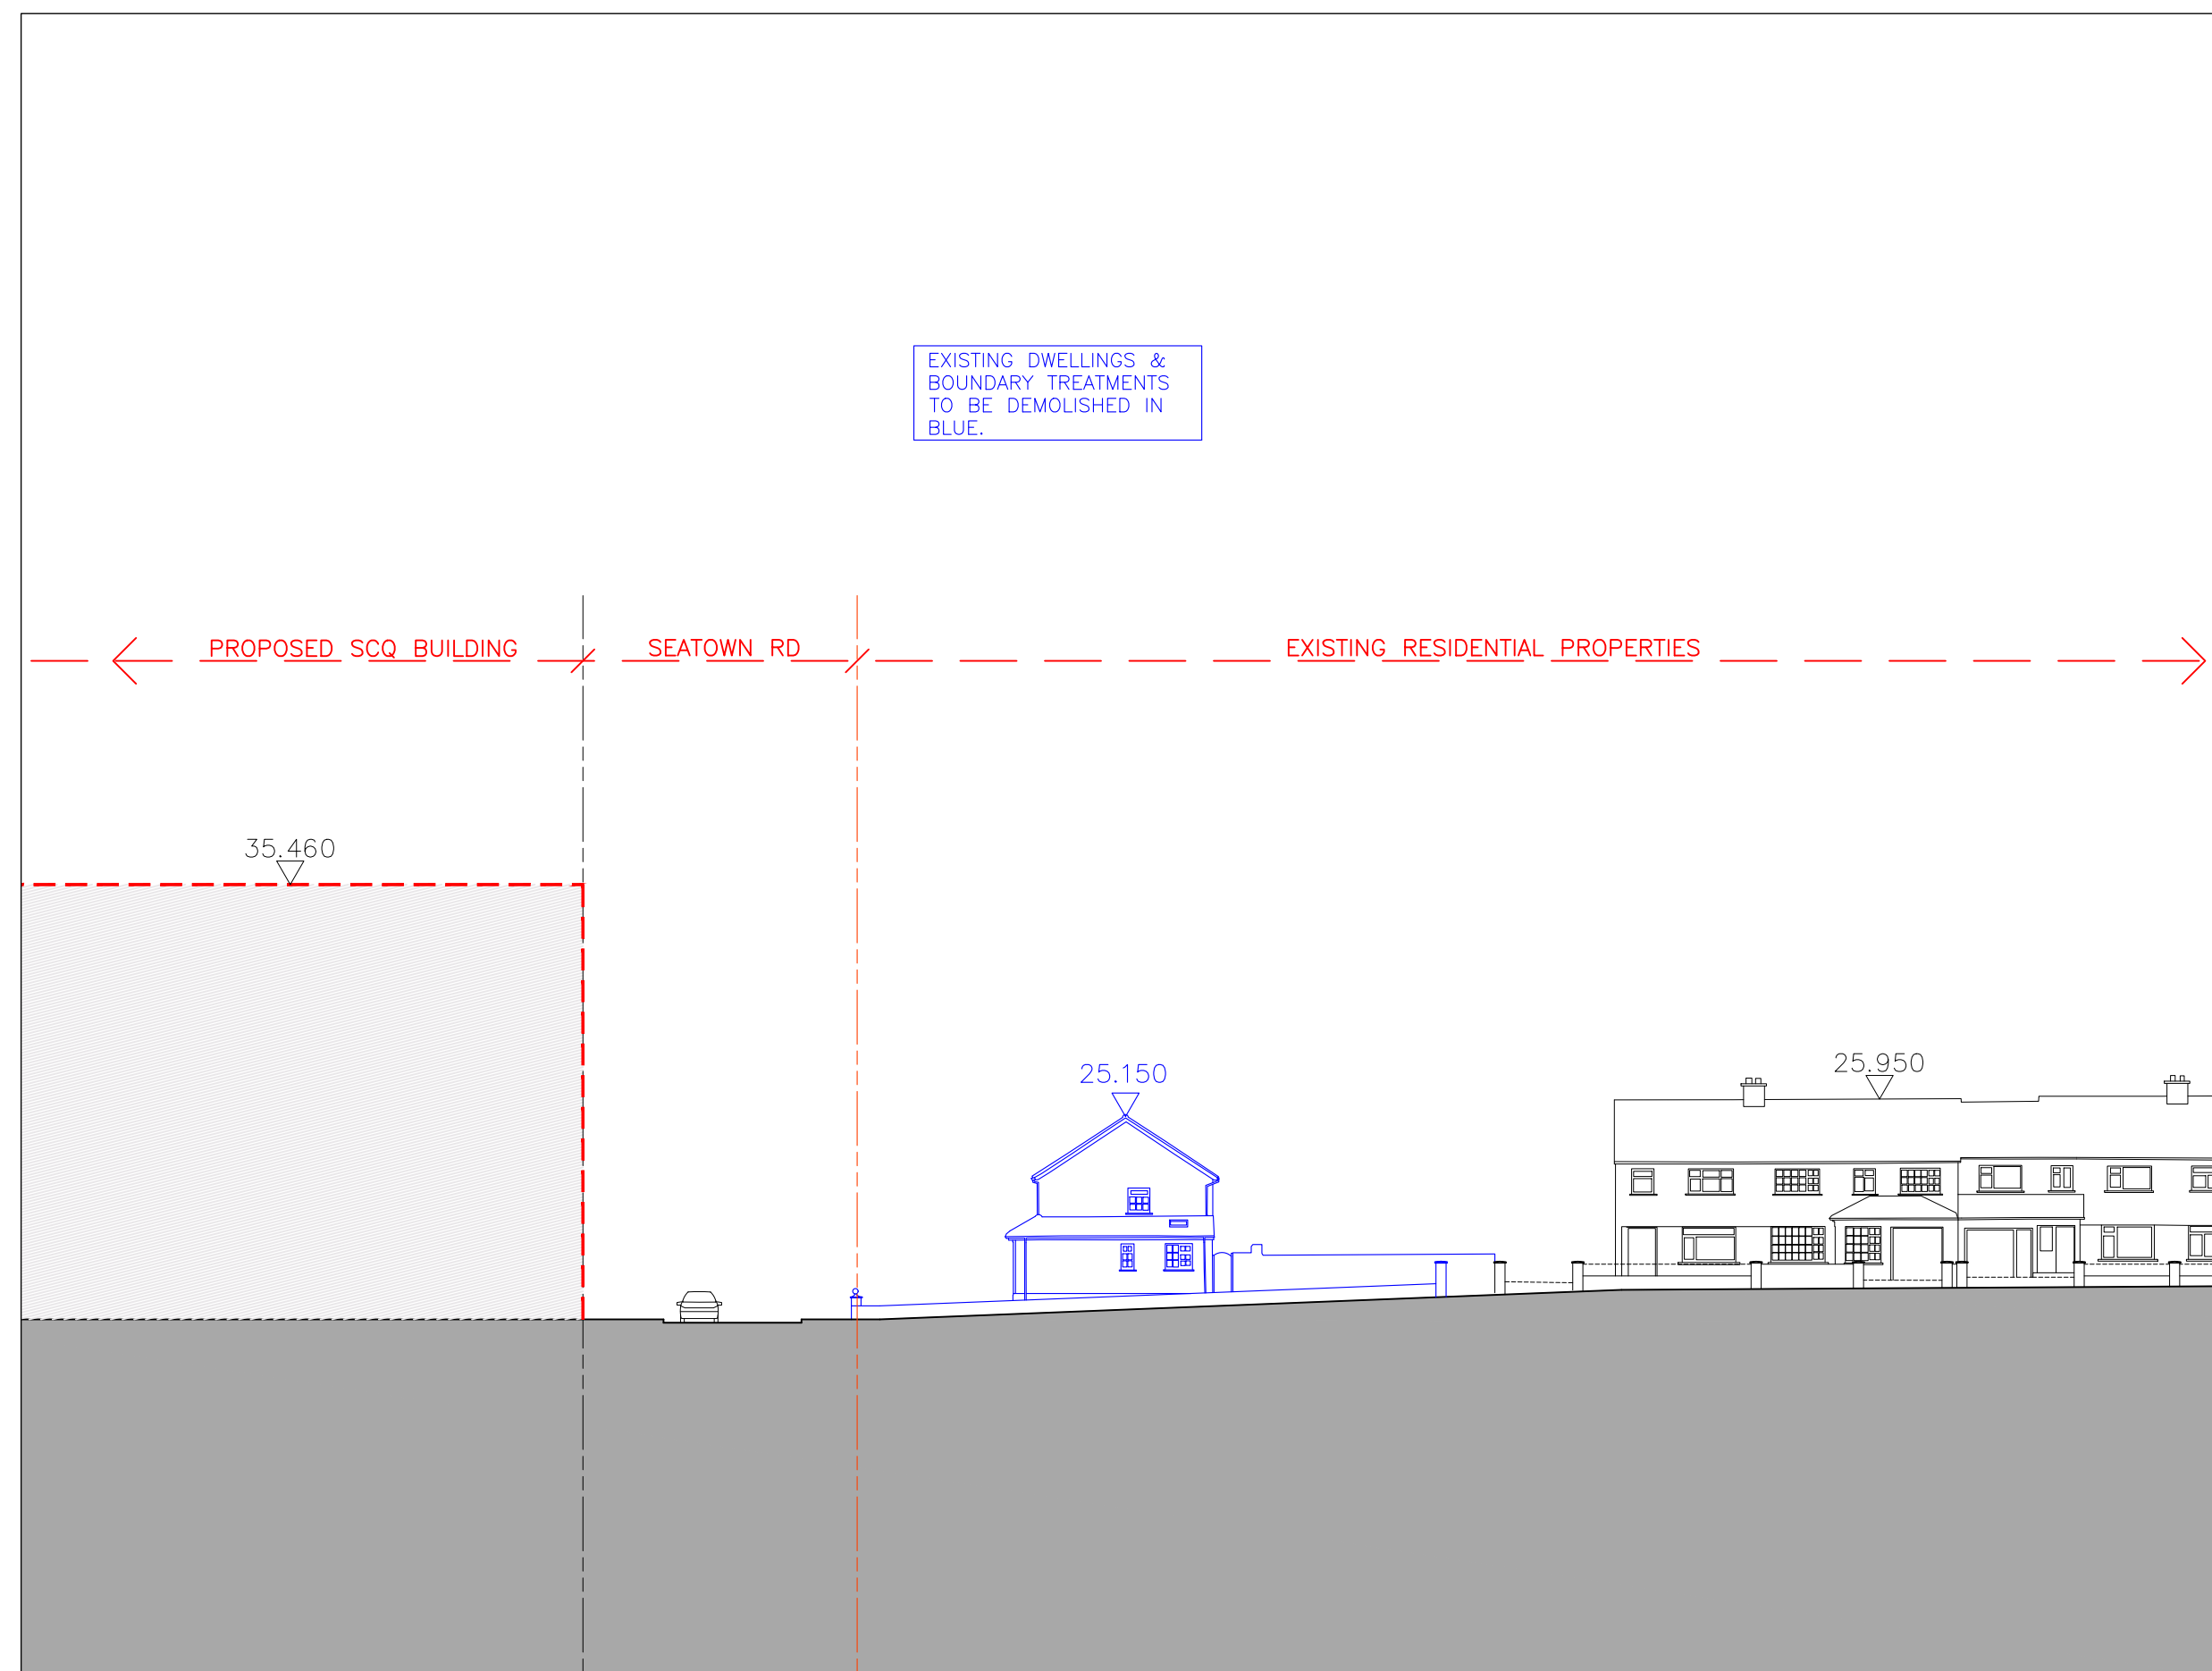 EXISTING DWELLINGS &
BOUNDARY TREATMENTS
TO BE DEMOLISHED IN
BLUE.
PROPOSED SCQ BUILDING
SEATOWN RD
EXISTING RESIDENTIAL PROPERTIES
35.460
25.150
25.950